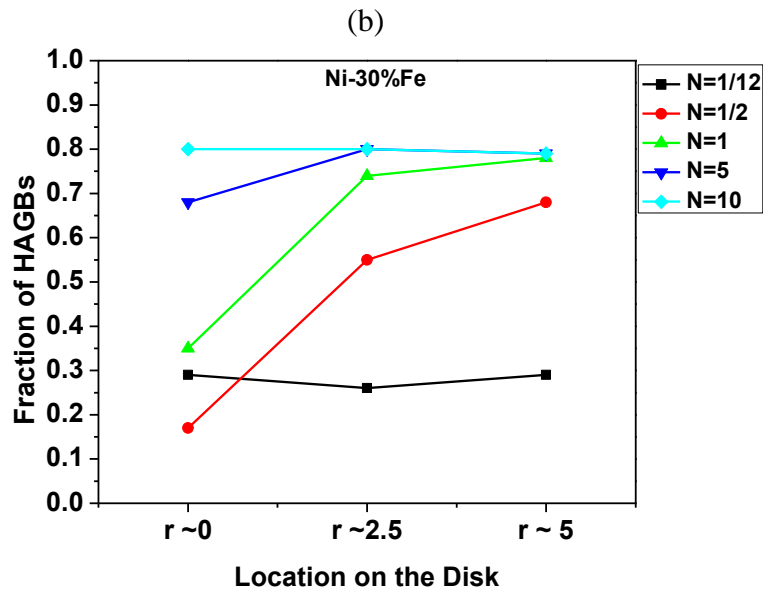 (b)
Ni-30%Fe
N=1/12
N=1/2
N=1
N=5
N=10
1.0
0.9
0.8
0.7
0.6
0.5
0.4
0.3
0.2
0.1
0.0
Fraction of HAGBs
r ~0 r ~2.5 r ~ 5
Location on the Disk